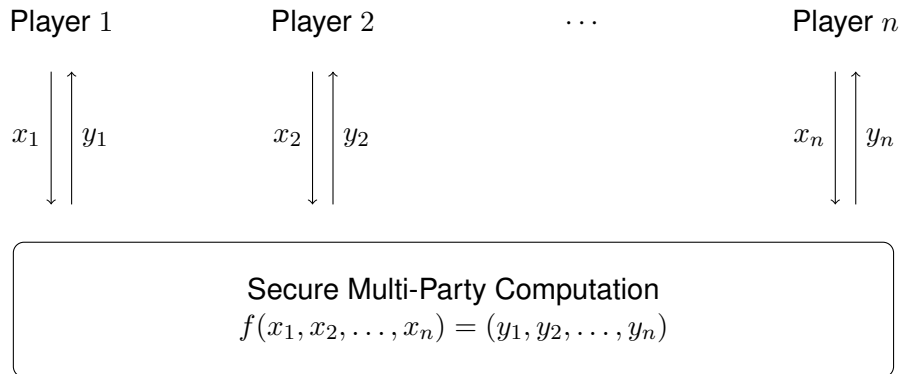 Player 1 Player 2 ⋯ Player n
x₁ y₁ x₂ y₂ xₙ yₙ
Secure Multi-Party Computation
f(x₁, x₂, . . . , xₙ) = (y₁, y₂, . . . , yₙ)